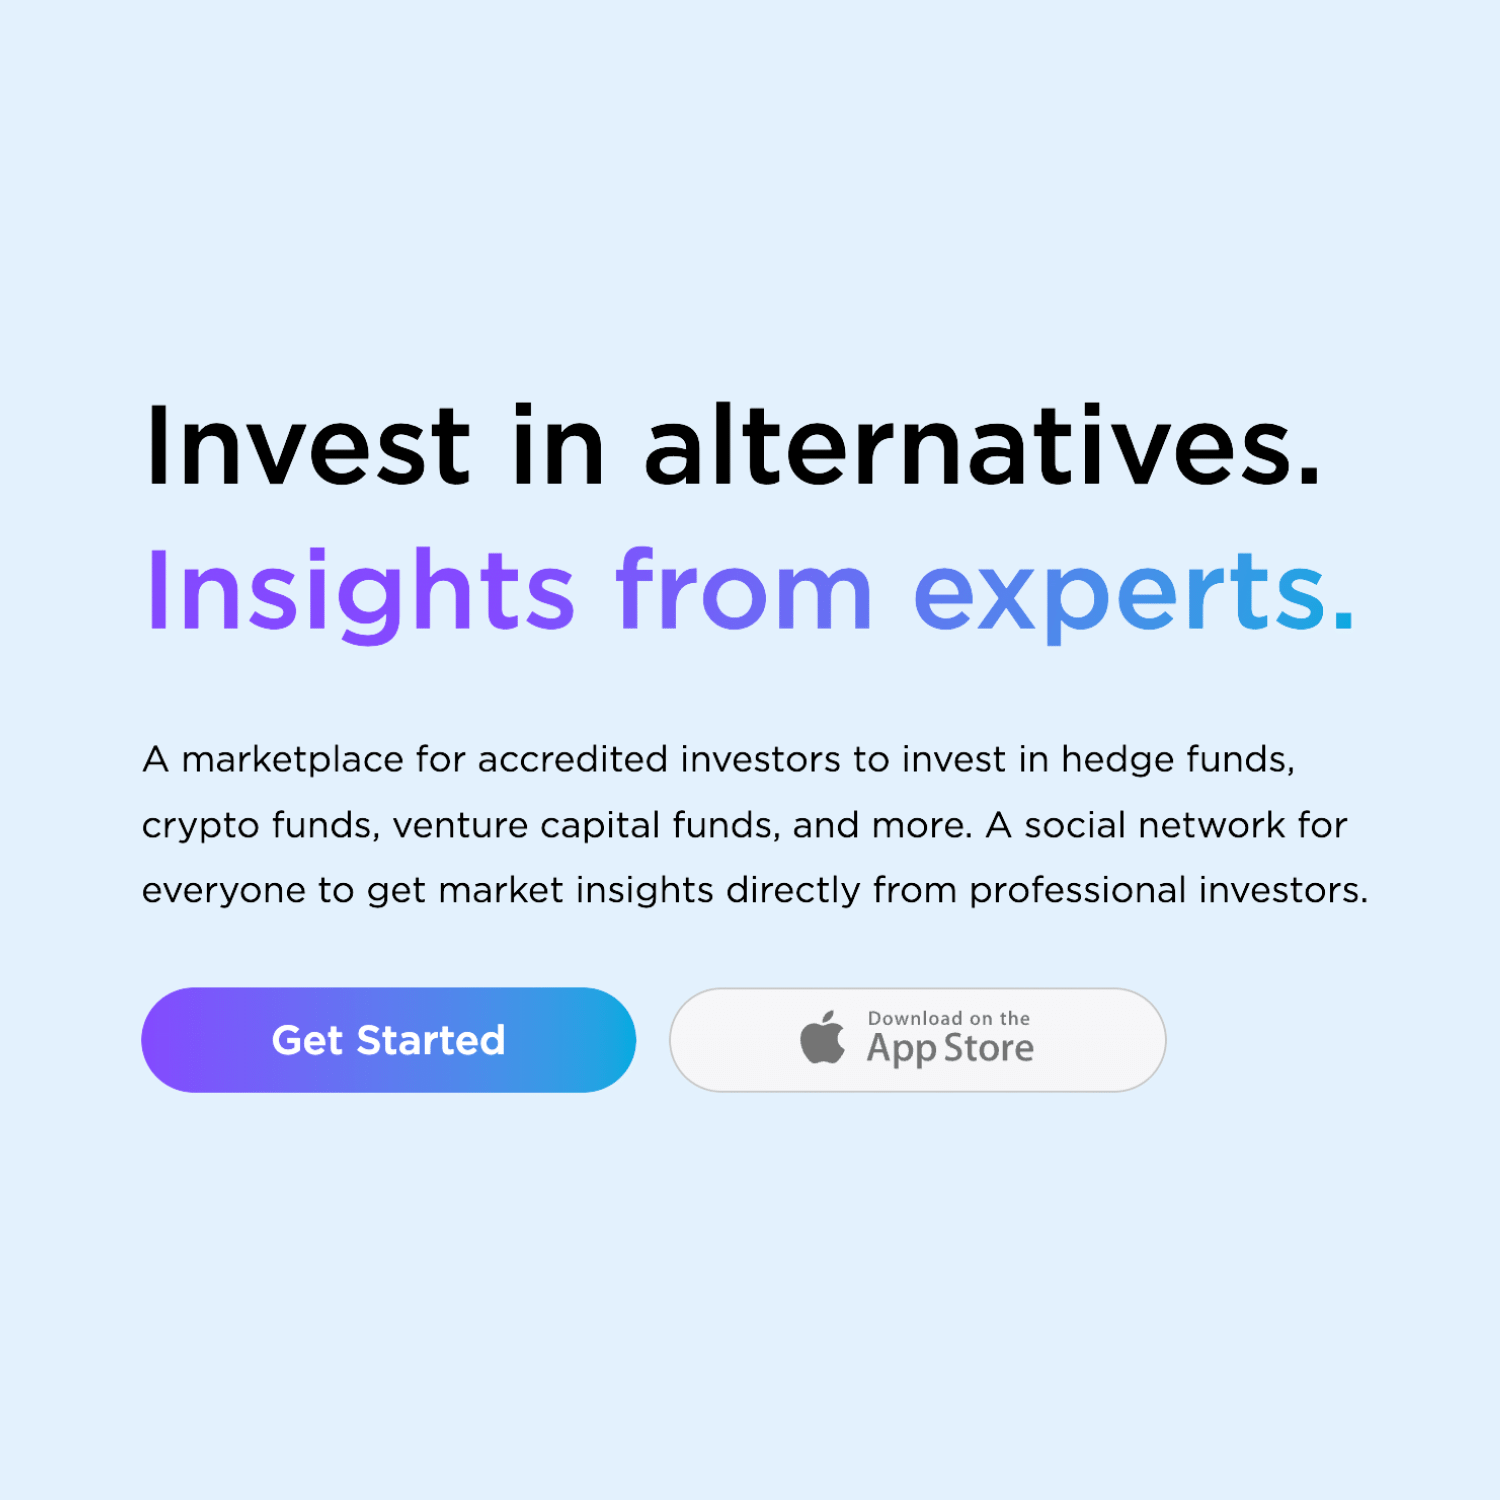 Invest in alternatives.
Insights from experts.
A marketplace for accredited investors to invest in hedge funds,
crypto funds, venture capital funds, and more. A social network for
everyone to get market insights directly from professional investors.
Get Started
Download on the
App Store